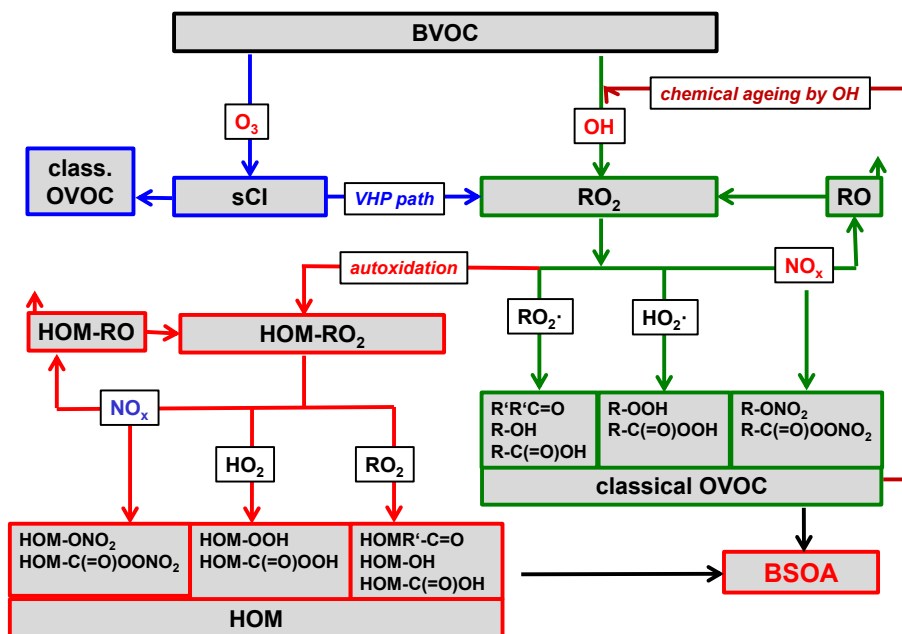 BVOC
chemical ageing by OH
O₃
OH
class.
OVOC
sCI
VHP path
RO₂
RO
autoxidation
NOₓ
RO₂·
HO₂·
HOM-RO
HOM-RO₂
NOₓ
HO₂
RO₂
R‘R‘C=O
R-OH
R-C(=O)OH
R-OOH
R-C(=O)OOH
R-ONO₂
R-C(=O)OONO₂
classical OVOC
HOM-ONO₂
HOM-C(=O)OONO₂
HOM-OOH
HOM-C(=O)OOH
HOMR‘-C=O
HOM-OH
HOM-C(=O)OH
HOM
BSOA